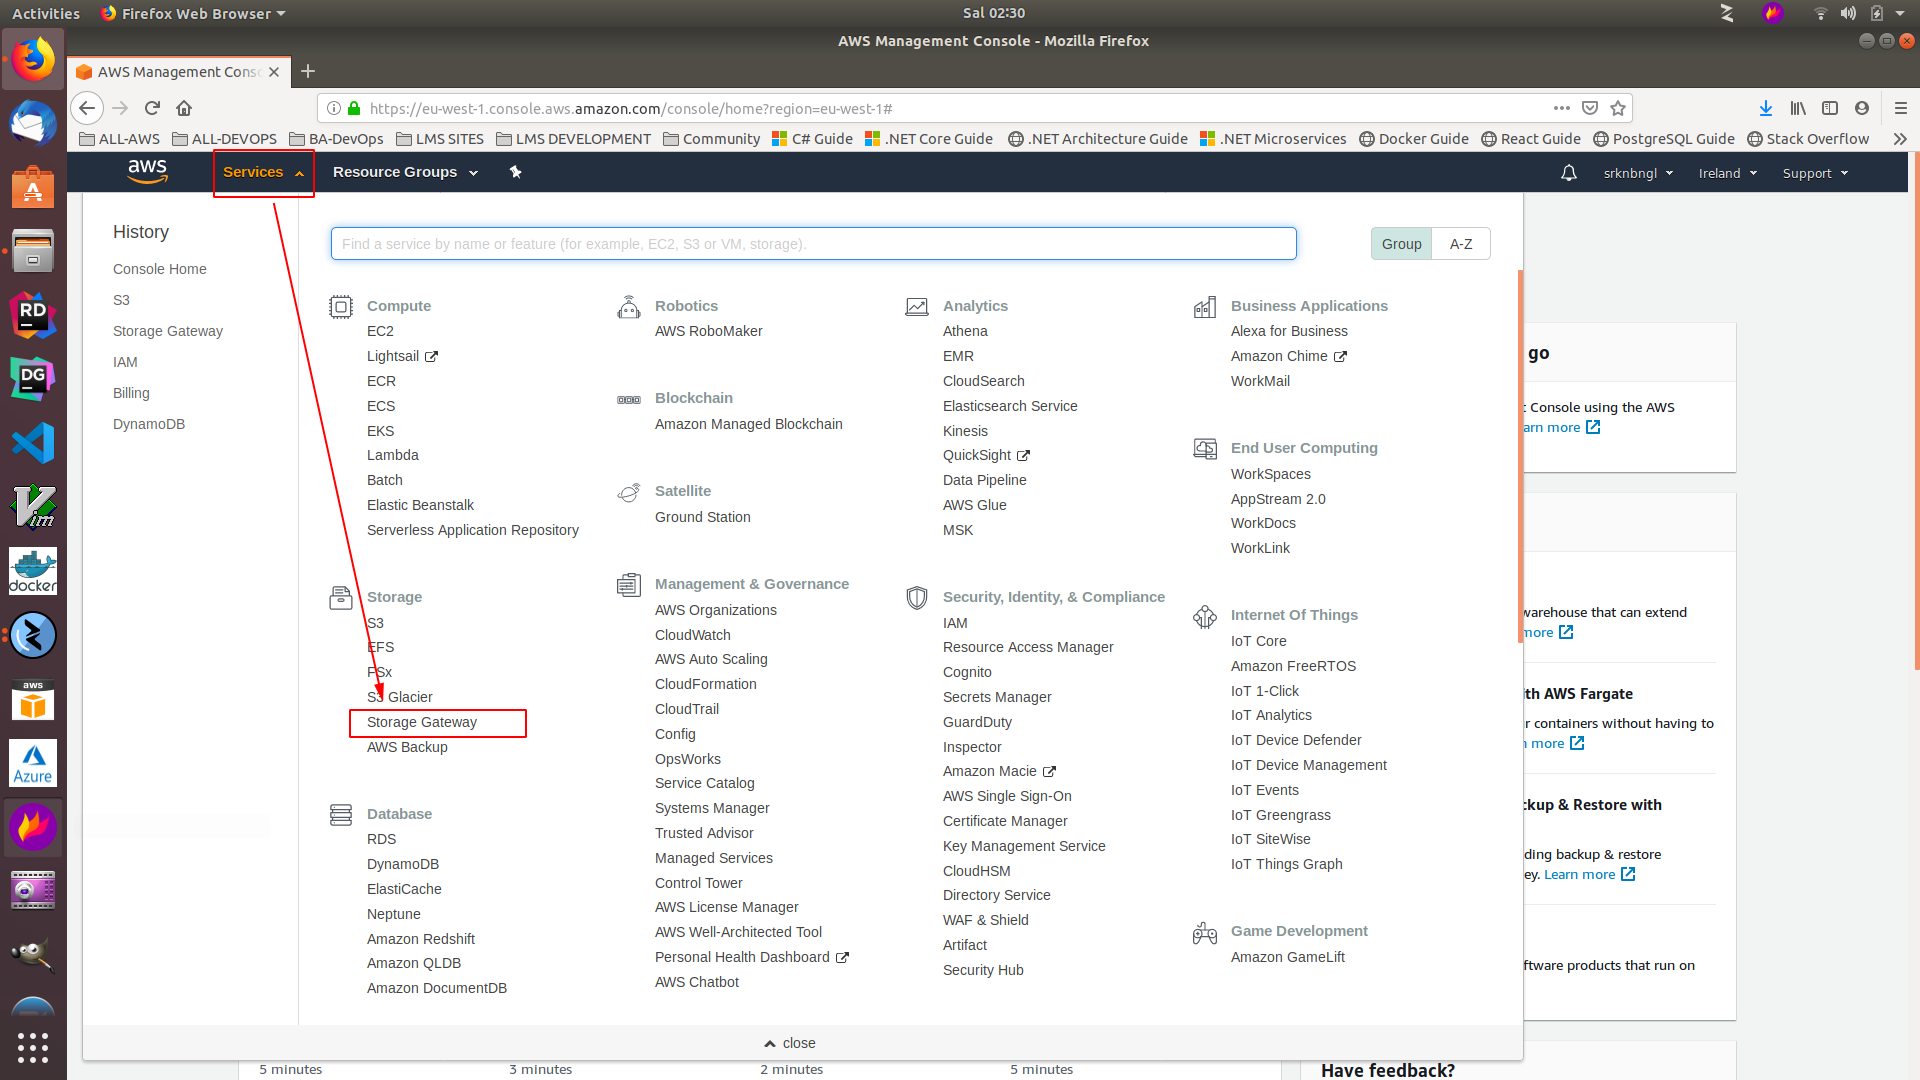 Activities
Firefox Web Browser
Sal 02:30
AWS Management Console - Mozilla Firefox
AWS Management Conso
https://eu-west-1.console.aws.amazon.com/console/home?region=eu-west-1#
ALL-AWS
ALL-DEVOPS
BA-DevOps
LMS SITES
LMS DEVELOPMENT
Community
C# Guide
.NET Core Guide
.NET Architecture Guide
.NET Microservices
Docker Guide
React Guide
PostgreSQL Guide
Stack Overflow
aws
Services
Resource Groups
srknbngl
Ireland
Support
History
Console Home
S3
Storage Gateway
IAM
Billing
DynamoDB
Find a service by name or feature (for example, EC2, S3 or VM, storage).
Group
A-Z
Compute
EC2
Lightsail
ECR
ECS
EKS
Lambda
Batch
Elastic Beanstalk
Serverless Application Repository
Storage
S3
EFS
FSx
S3 Glacier
Storage Gateway
AWS Backup
Database
RDS
DynamoDB
ElastiCache
Neptune
Amazon Redshift
Amazon QLDB
Amazon DocumentDB
Robotics
AWS RoboMaker
Blockchain
Amazon Managed Blockchain
Satellite
Ground Station
Management & Governance
AWS Organizations
CloudWatch
AWS Auto Scaling
CloudFormation
CloudTrail
Config
OpsWorks
Service Catalog
Systems Manager
Trusted Advisor
Managed Services
Control Tower
AWS License Manager
AWS Well-Architected Tool
Personal Health Dashboard
AWS Chatbot
Analytics
Athena
EMR
CloudSearch
Elasticsearch Service
Kinesis
QuickSight
Data Pipeline
AWS Glue
MSK
Security, Identity, & Compliance
IAM
Resource Access Manager
Cognito
Secrets Manager
GuardDuty
Inspector
Amazon Macie
AWS Single Sign-On
Certificate Manager
Key Management Service
CloudHSM
Directory Service
WAF & Shield
Artifact
Security Hub
Business Applications
Alexa for Business
Amazon Chime
WorkMail
End User Computing
WorkSpaces
AppStream 2.0
WorkDocs
WorkLink
Internet Of Things
IoT Core
Amazon FreeRTOS
IoT 1-Click
IoT Analytics
IoT Device Defender
IoT Device Management
IoT Events
IoT Greengrass
IoT SiteWise
IoT Things Graph
Game Development
Amazon GameLift
close
go
t Console using the AWS
arn more
warehouse that can extend
more
ith AWS Fargate
r containers without having to
n more
ckup & Restore with
ding backup & restore
ey. Learn more
ftware products that run on
Have feedback?
5 minutes
3 minutes
2 minutes
5 minutes
RD
DG
Vim
docker
aws
Azure